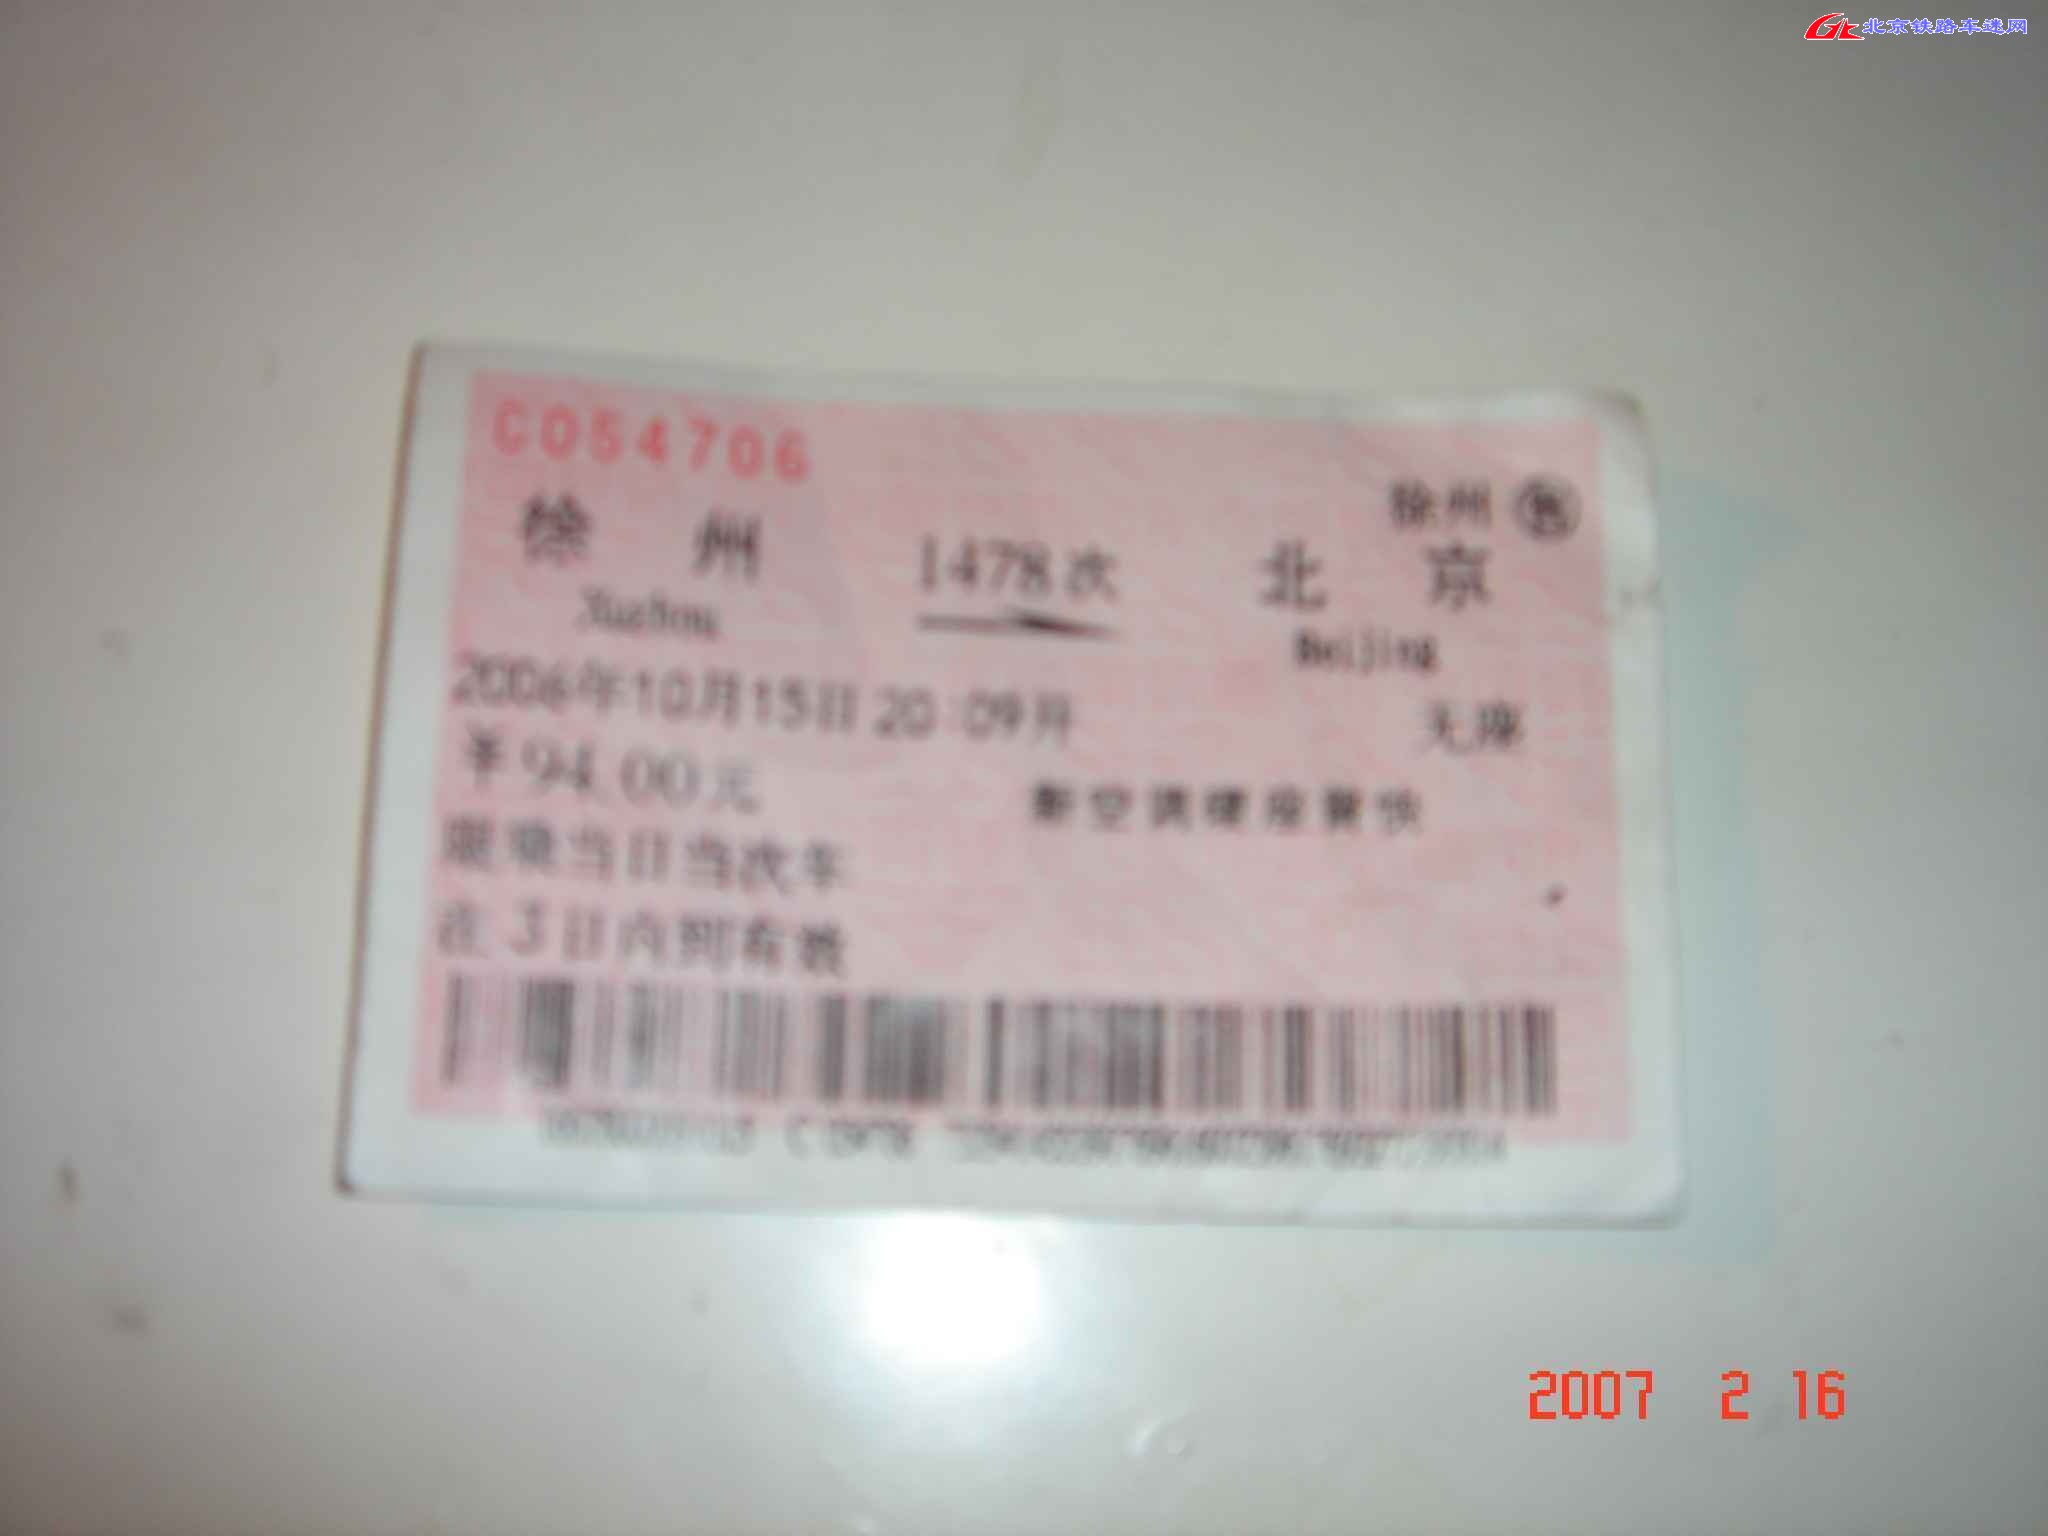 北京铁路车迷网
C054706
徐州 售
徐州 1478次 北京
Xuzhou Beijing
2006年10月15日 20:09开 无座
￥94.00元 新空调硬座普快
限乘当日当次车
在3日内到有效
2007 2 16